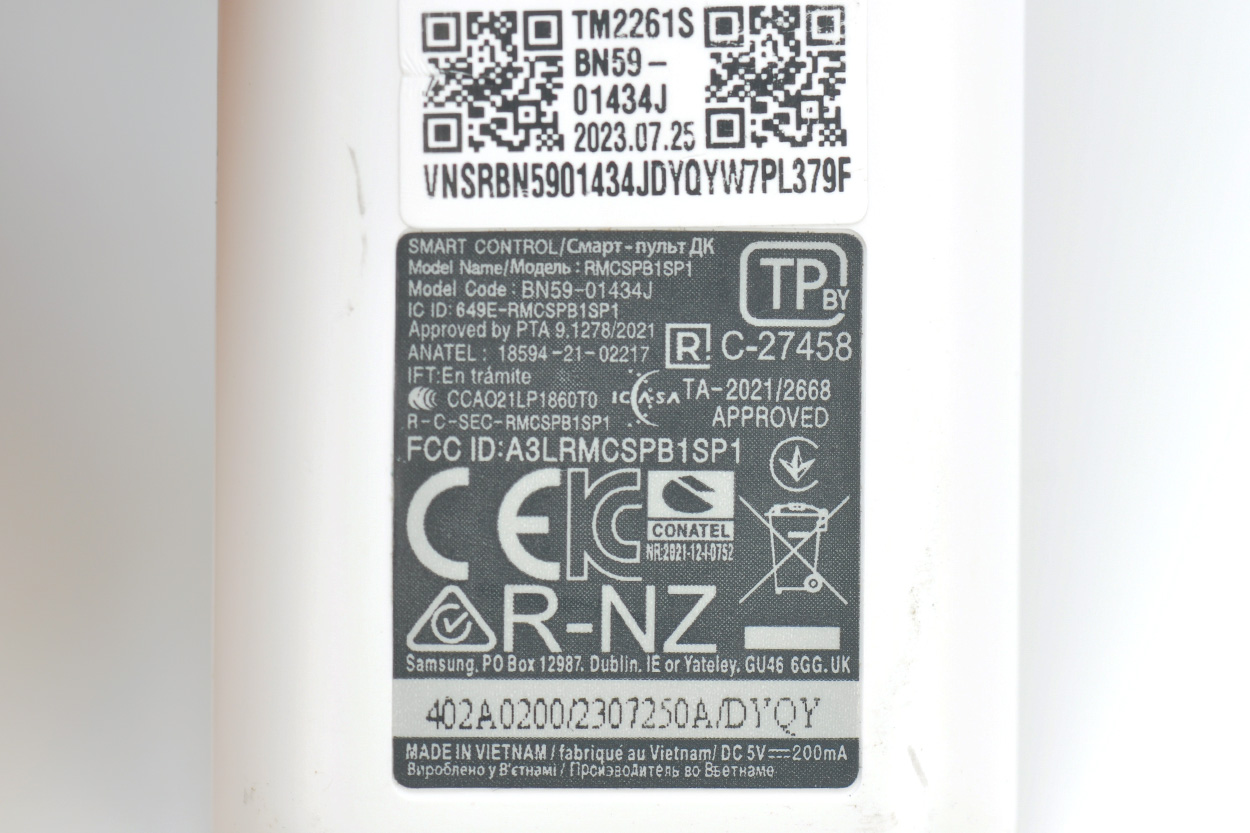 TM2261S
BN59-
01434J
2023.07.25
VNSRBN5901434JDYQYW7PL379F
SMART CONTROL/Смарт-пульт ДК
Model Name/Модель : RMCSPB1SP1
Model Code : BN59-01434J
IC ID: 649E-RMCSPB1SP1
Approved by PTA 9.1278/2021
ANATEL : 18594-21-02217
IFT:En trámite
CCAO21LP1860T0
R-C-SEC-RMCSPB1SP1
TP BY
R C-27458
ICASA TA-2021/2668
APPROVED
FCC ID:A3LRMCSPB1SP1
CE
CONATEL
NR:2021-12-I-0752
R-NZ
Samsung, PO Box 12987, Dublin, IE or Yateley, GU46 6GG.UK
402A0200/2307250A/DYQY
MADE IN VIETNAM / fabriqué au Vietnam/ DC 5V⎓200mA
Вироблено у В'єтнамі / Производитель во Вьетнаме